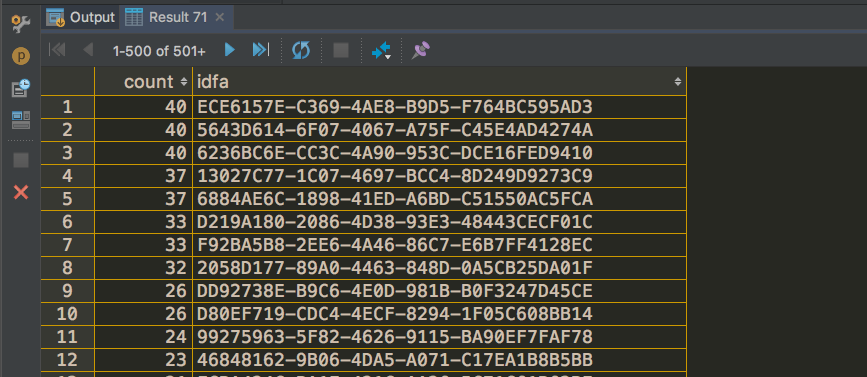 Output Result 71
1-500 of 501+
count idfa
1 40 ECE6157E-C369-4AE8-B9D5-F764BC595AD3
2 40 5643D614-6F07-4067-A75F-C45E4AD4274A
3 40 6236BC6E-CC3C-4A90-953C-DCE16FED9410
4 37 13027C77-1C07-4697-BCC4-8D249D9273C9
5 37 6884AE6C-1898-41ED-A6BD-C51550AC5FCA
6 33 D219A180-2086-4D38-93E3-48443CECF01C
7 33 F92BA5B8-2EE6-4A46-86C7-E6B7FF4128EC
8 32 2058D177-89A0-4463-848D-0A5CB25DA01F
9 26 DD92738E-B9C6-4E0D-981B-B0F3247D45CE
10 26 D80EF719-CDC4-4ECF-8294-1F05C608BB14
11 24 99275963-5F82-4626-9115-BA90EF7FAF78
12 23 46848162-9B06-4DA5-A071-C17EA1B8B5BB